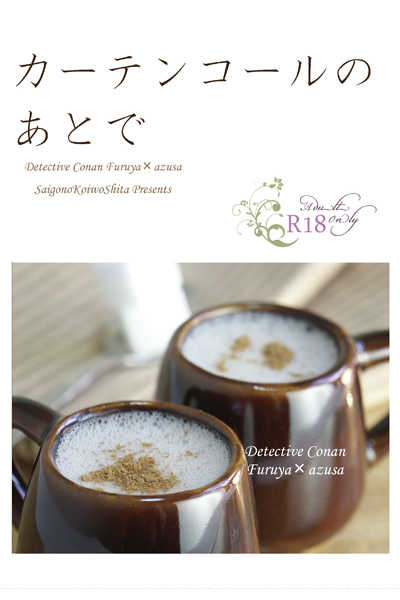 カーテンコールの
あとで
Detective Conan Furuya×azusa
SaigonoKoiwoShita Presents
Adult
R18 Only
Detective Conan
Furuya×azusa